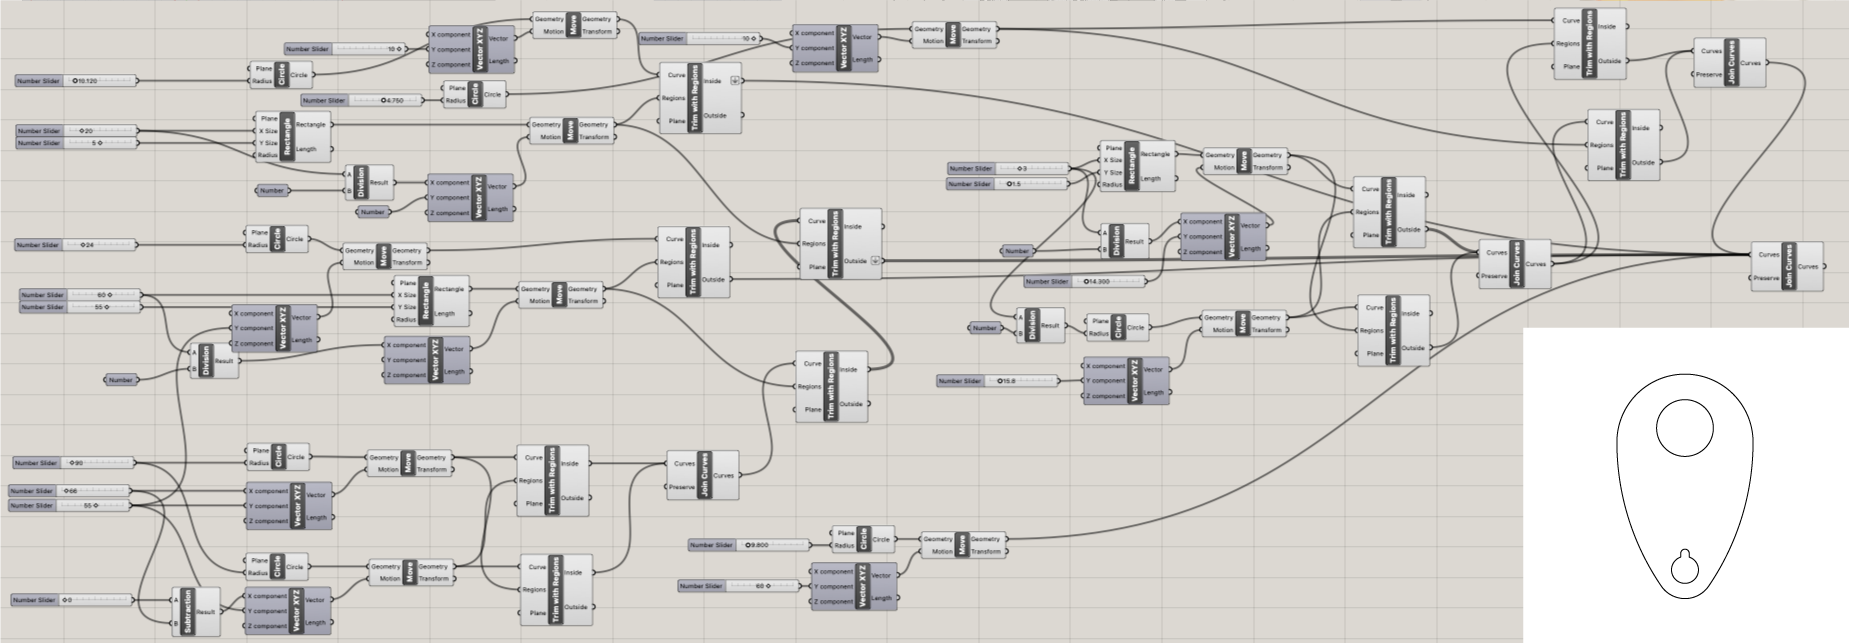 Geometry Geometry
Motion Move Transform
Number Slider 10
X component Vector
Y component Vector XYZ
Z component Length
Plane
Radius Circle Circle
Number Slider 10.120
Number Slider 4.750
Plane
Radius Circle Circle
Number Slider 10
X component Vector
Y component Vector XYZ
Z component Length
Geometry Geometry
Motion Move Transform
Curve Inside
Regions Trim with Regions
Plane Outside
Number Slider 20
Number Slider 5
Plane Rectangle
X Size Rectangle
Y Size Length
Radius
Geometry Geometry
Motion Move Transform
Number
A Division Result
B
Number
X component Vector
Y component Vector XYZ
Z component Length
Number Slider 24
Plane
Radius Circle Circle
Geometry Geometry
Motion Move Transform
Curve Inside
Regions Trim with Regions
Plane Outside
Curve Inside
Regions Trim with Regions
Plane Outside
Number Slider 60
Number Slider 55
Plane Rectangle
X Size Rectangle
Y Size Length
Radius
Geometry Geometry
Motion Move Transform
X component Vector
Y component Vector XYZ
Z component Length
Number
A Division Result
B
X component Vector
Y component Vector XYZ
Z component Length
Curve Inside
Regions Trim with Regions
Plane Outside
Number Slider 90
Number Slider 66
Number Slider 55
Plane
Radius Circle Circle
Geometry Geometry
Motion Move Transform
X component Vector
Y component Vector XYZ
Z component Length
Curve Inside
Regions Trim with Regions
Plane Outside
Curves Join Curves Curves
Preserve
Plane
Radius Circle Circle
Geometry Geometry
Motion Move Transform
Number Slider 0
A Subtraction Result
B
X component Vector
Y component Vector XYZ
Z component Length
Curve Inside
Regions Trim with Regions
Plane Outside
Number Slider 9.800
Plane
Radius Circle Circle
Geometry Geometry
Motion Move Transform
Number Slider 60
X component Vector
Y component Vector XYZ
Z component Length
Number Slider 3
Number Slider 1.5
Plane Rectangle
X Size Rectangle
Y Size Length
Radius
Geometry Geometry
Motion Move Transform
Number
A Division Result
B
X component Vector
Y component Vector XYZ
Z component Length
Number Slider 14.300
Number
A Division Result
B
Plane
Radius Circle Circle
Geometry Geometry
Motion Move Transform
Number Slider 15.8
X component Vector
Y component Vector XYZ
Z component Length
Curve Inside
Regions Trim with Regions
Plane Outside
Curve Inside
Regions Trim with Regions
Plane Outside
Curves Join Curves Curves
Preserve
Curve Inside
Regions Trim with Regions
Plane Outside
Curves Join Curves Curves
Preserve
Curve Inside
Regions Trim with Regions
Plane Outside
Curves Join Curves Curves
Preserve